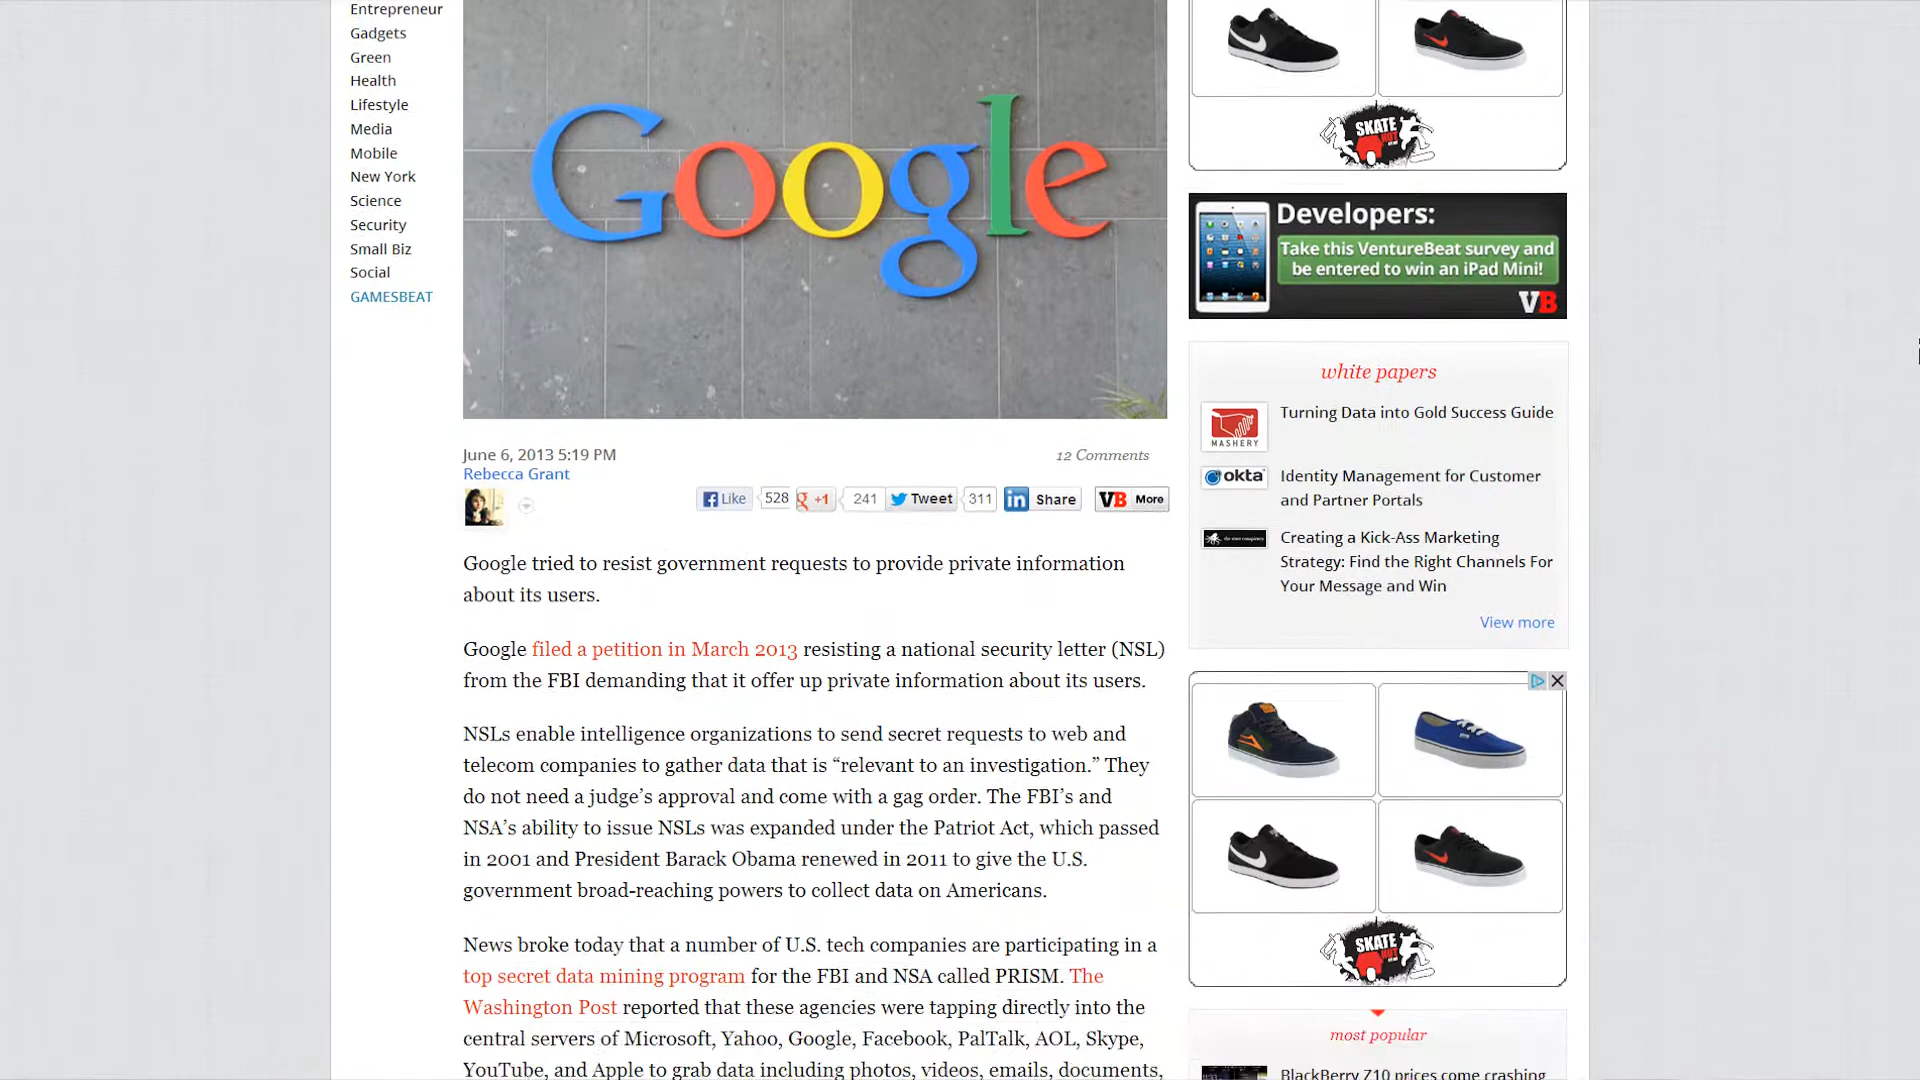 Entrepreneur
Gadgets
Green
Health
Lifestyle
Media
Mobile
New York
Science
Security
Small Biz
Social
GAMESBEAT
Google
June 6, 2013 5:19 PM
12 Comments
Rebecca Grant
Like 528 +1 241 Tweet 311 in Share VB More
Google tried to resist government requests to provide private information
about its users.
Google filed a petition in March 2013 resisting a national security letter (NSL)
from the FBI demanding that it offer up private information about its users.
NSLs enable intelligence organizations to send secret requests to web and
telecom companies to gather data that is “relevant to an investigation.” They
do not need a judge’s approval and come with a gag order. The FBI’s and
NSA’s ability to issue NSLs was expanded under the Patriot Act, which passed
in 2001 and President Barack Obama renewed in 2011 to give the U.S.
government broad-reaching powers to collect data on Americans.
News broke today that a number of U.S. tech companies are participating in a
top secret data mining program for the FBI and NSA called PRISM. The
Washington Post reported that these agencies were tapping directly into the
central servers of Microsoft, Yahoo, Google, Facebook, PalTalk, AOL, Skype,
YouTube, and Apple to grab data including photos, videos, emails, documents,
SKATE
Developers:
Take this VentureBeat survey and
be entered to win an iPad Mini!
VB
white papers
MASHERY
Turning Data into Gold Success Guide
okta
Identity Management for Customer
and Partner Portals
Creating a Kick-Ass Marketing
Strategy: Find the Right Channels For
Your Message and Win
View more
SKATE
most popular
BlackBerry Z10 prices come crashing